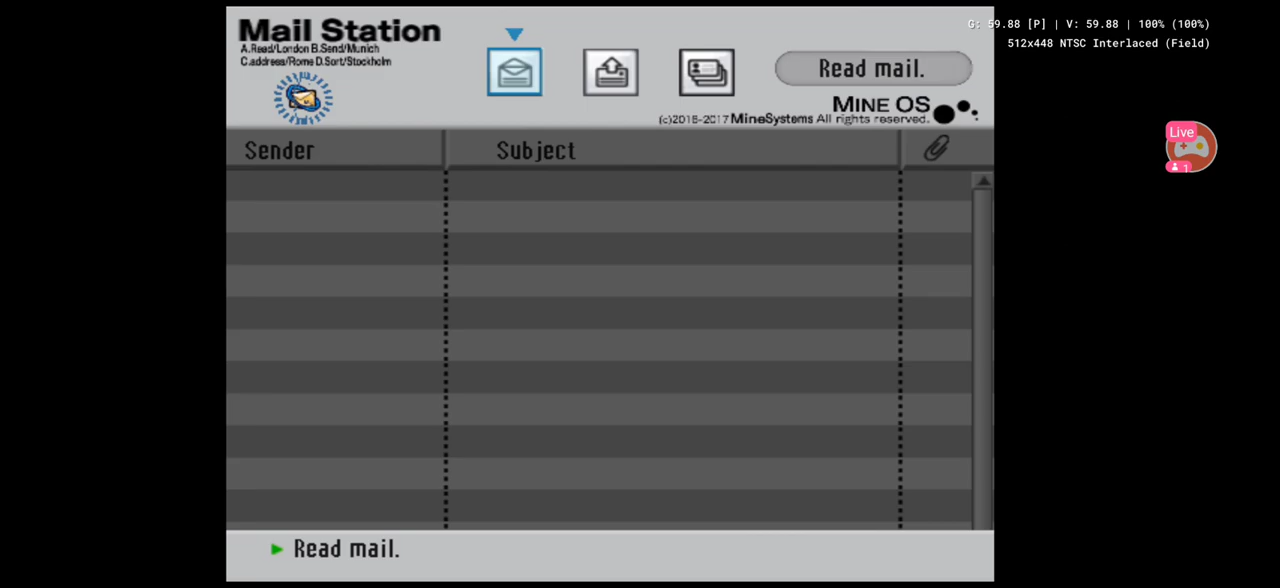 Mail Station
A.Read/London B.Send/Munich
C.address/Rome D.Sort/Stockholm
Read mail.
MINE OS
(c)2016-2017 MineSystems All rights reserved.
G: 59.88 [P] | V: 59.88 | 100% (100%)
512x448 NTSC Interlaced (Field)
Live
1
Sender
Subject
Read mail.